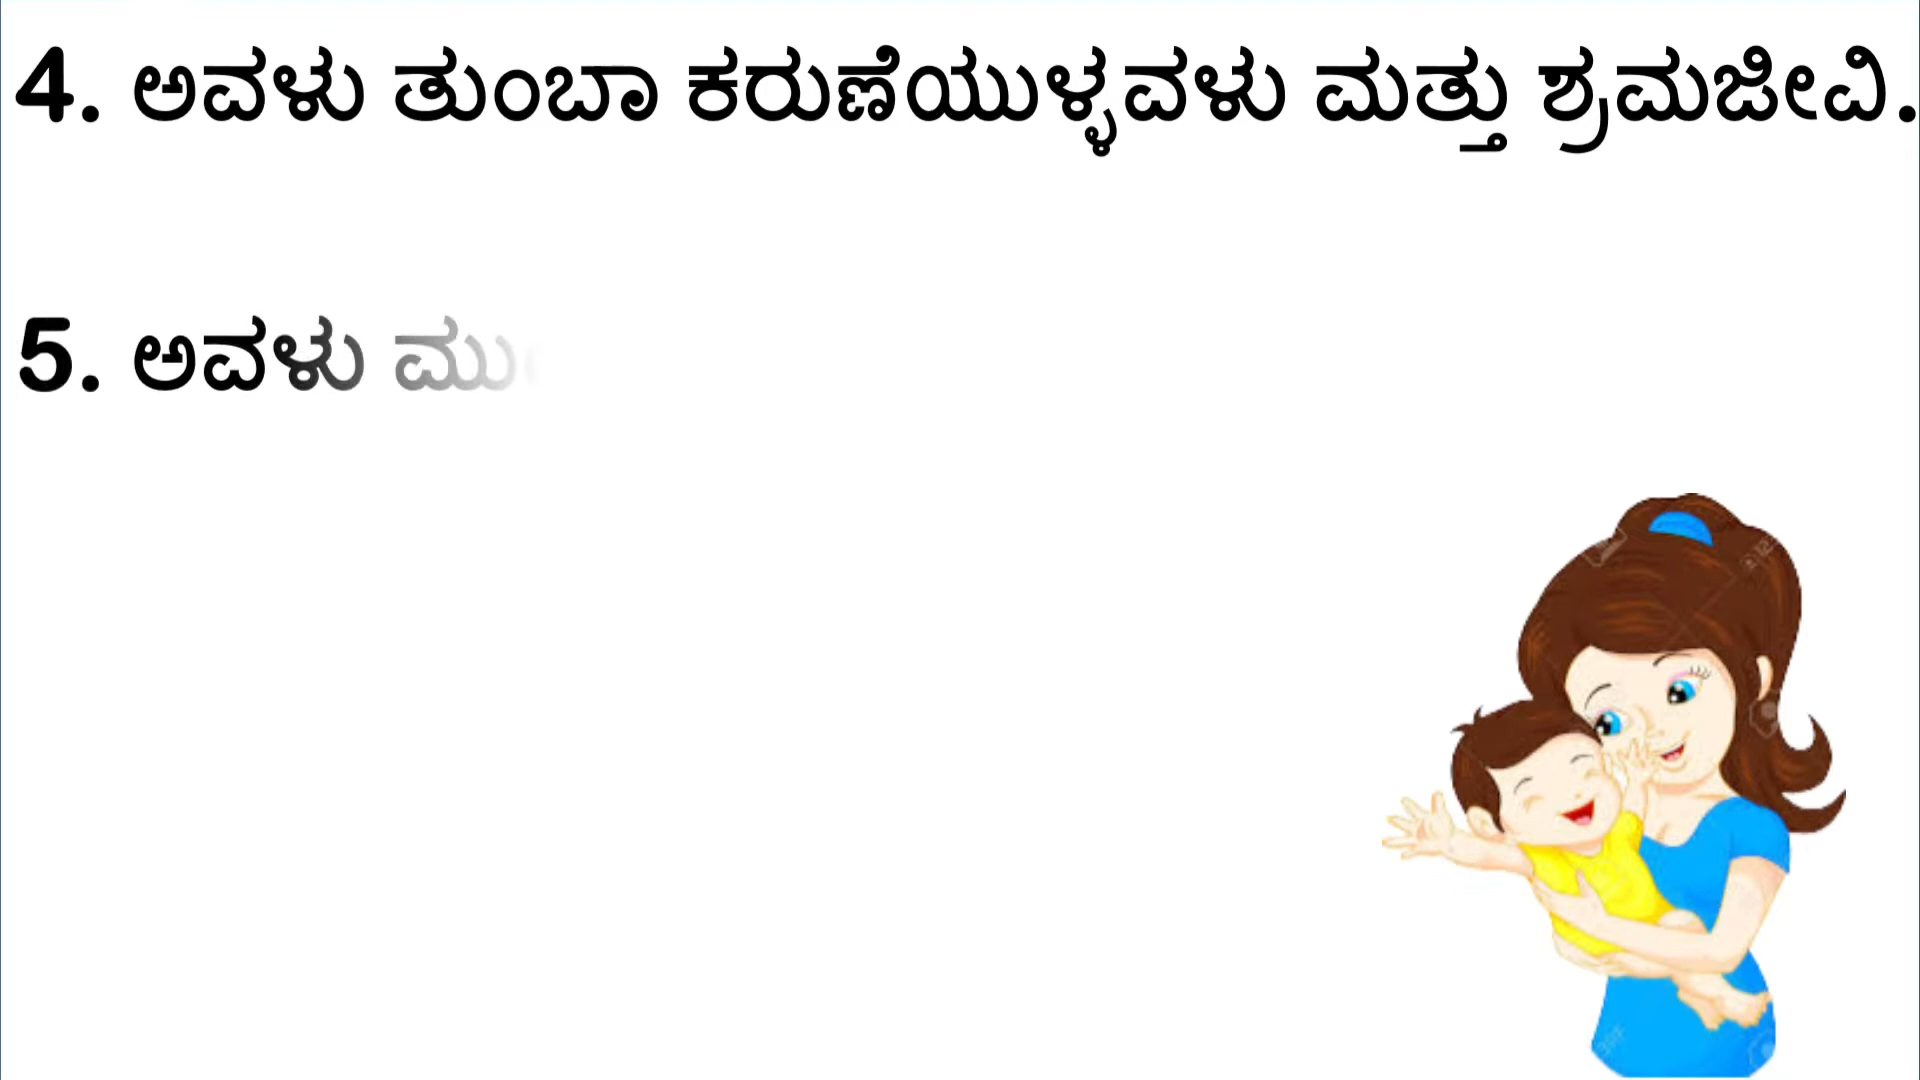 4. ಅವಳು ತುಂಬಾ ಕರುಣೆಯುಳ್ಳವಳು ಮತ್ತು ಶ್ರಮಜೀವಿ.
5. ಅವಳು